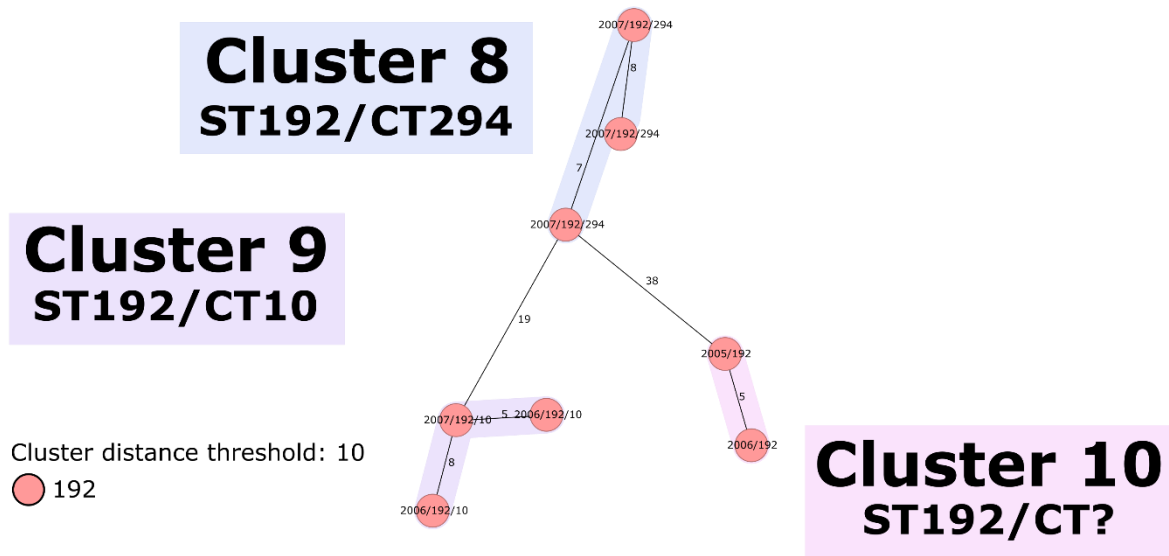 2007/192/294
Cluster 8
ST192/CT294
8
2007/192/294
7
2007/192/294
Cluster 9
ST192/CT10
38
19
2005/192
5
2007/192/10
5
2006/192/10
2006/192
8
Cluster distance threshold: 10
192
2006/192/10
Cluster 10
ST192/CT?